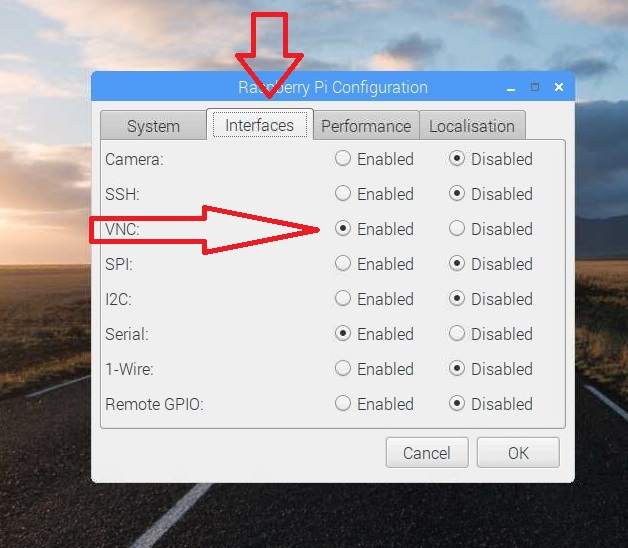 Raspberry Pi Configuration
System Interfaces Performance Localisation
Camera: Enabled Disabled
SSH: Enabled Disabled
VNC: Enabled Disabled
SPI: Enabled Disabled
I2C: Enabled Disabled
Serial: Enabled Disabled
1-Wire: Enabled Disabled
Remote GPIO: Enabled Disabled
Cancel OK